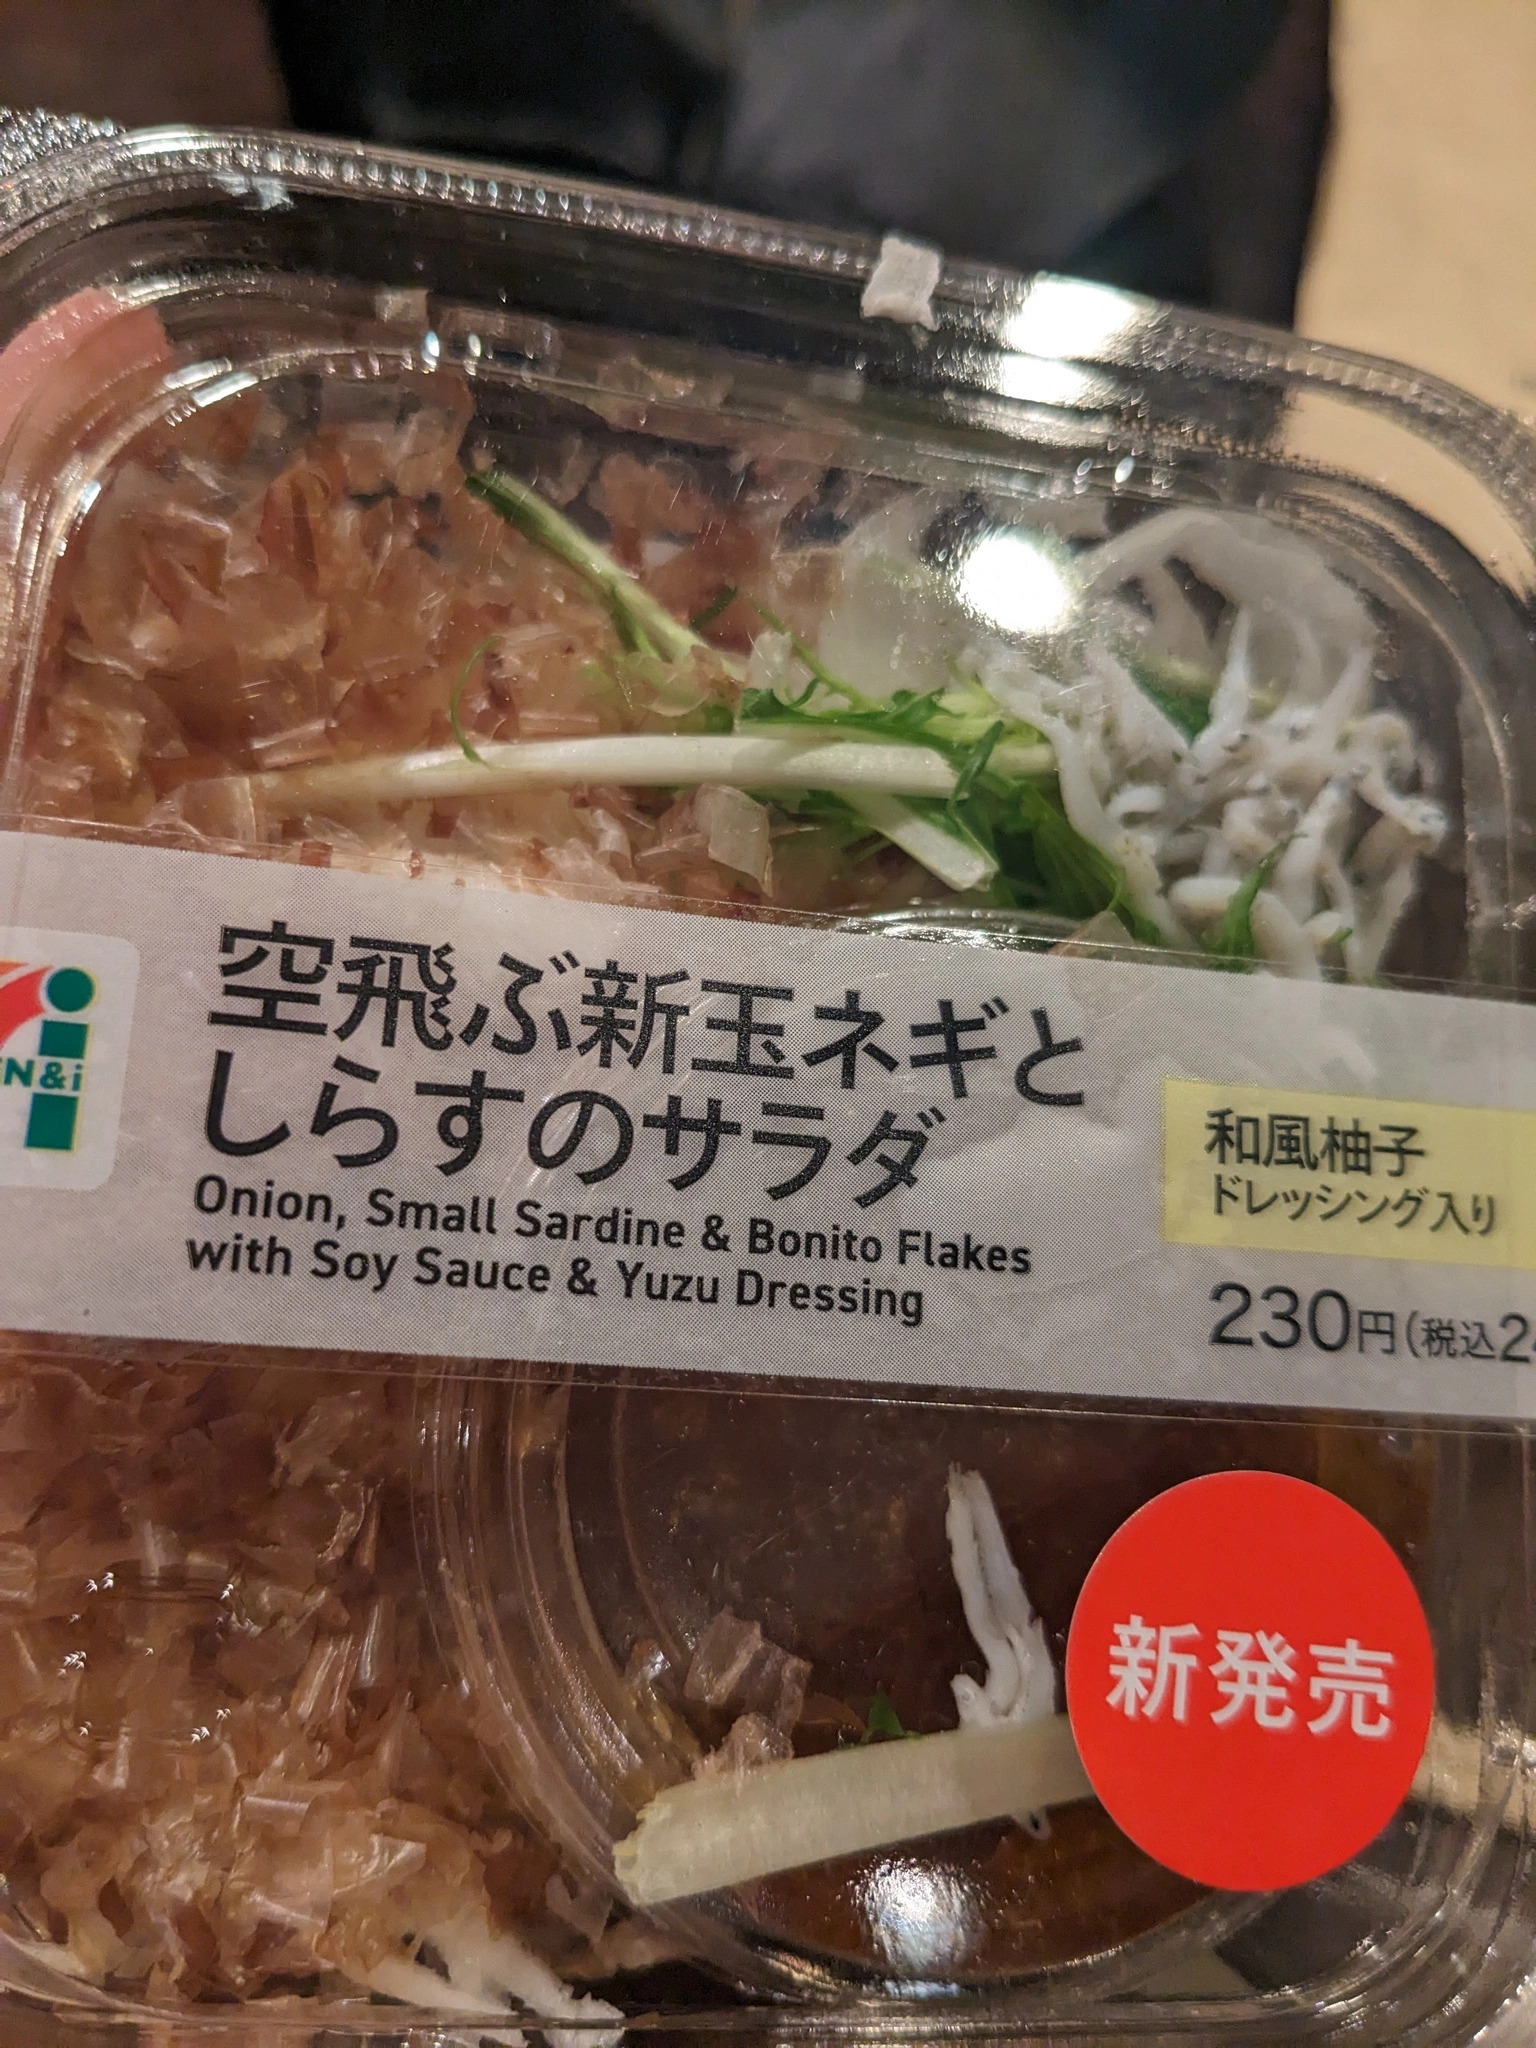 空飛ぶ新玉ネギと
しらすのサラダ
Onion, Small Sardine & Bonito Flakes
with Soy Sauce & Yuzu Dressing
N&i
和風柚子
ドレッシング入り
230円(税込2
新発売